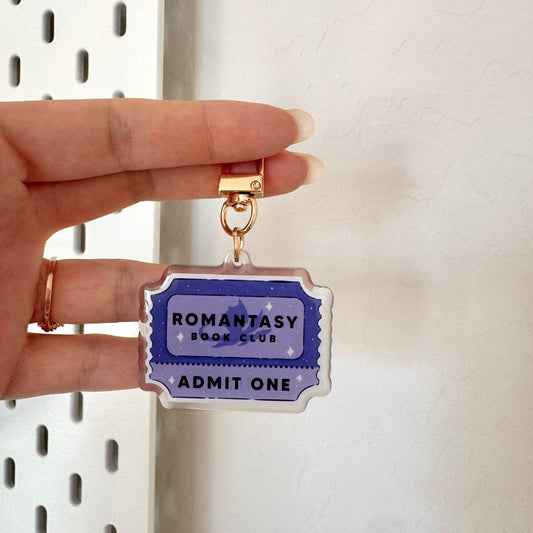 ROMANTASY
BOOK CLUB
ADMIT ONE